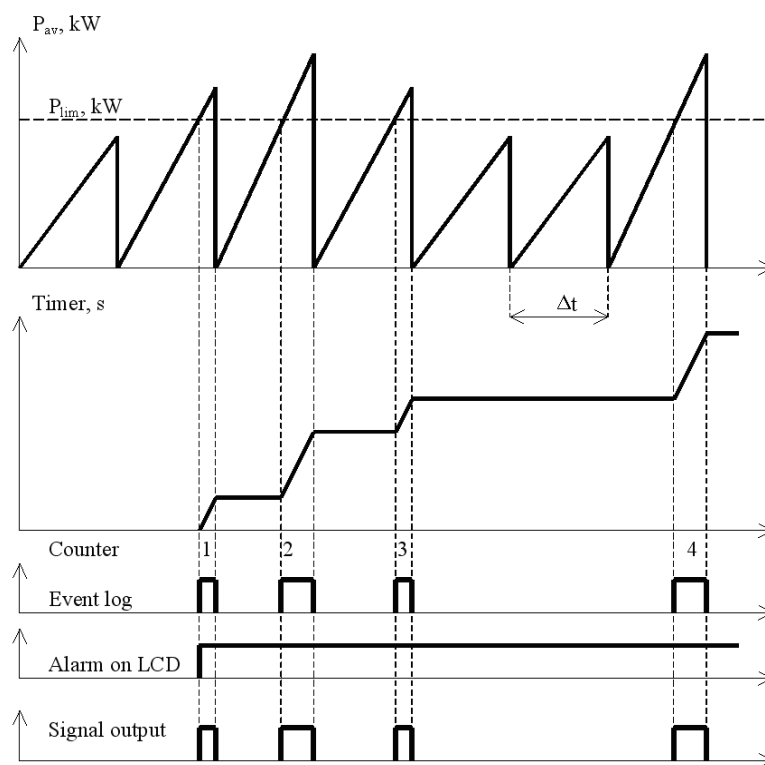 P_av, kW
P_lim, kW
Timer, s
Δt
Counter 1 2 3 4
Event log
Alarm on LCD
Signal output